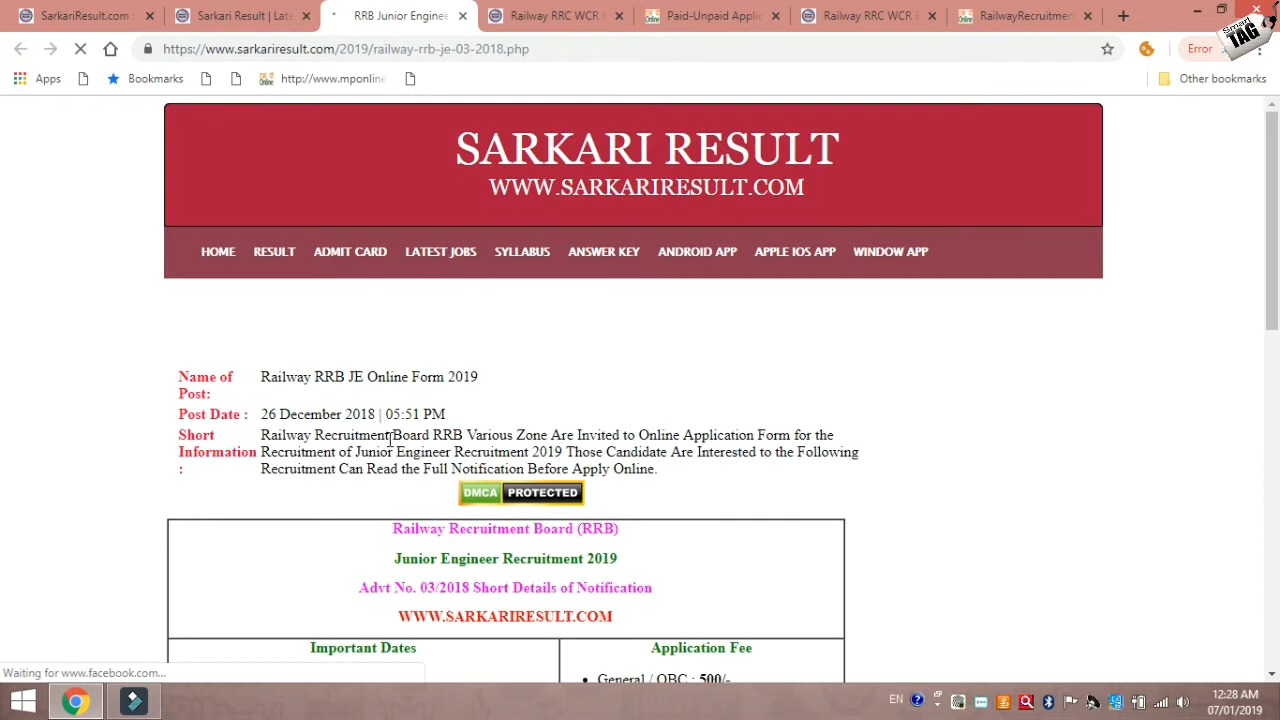 SarkariResult.com :
Sarkari Result | Late
RRB Junior Enginee
Railway RRC WCR
Paid-Unpaid Applic
Railway RRC WCR
RailwayRecruitmen
Smart
TAG
https://www.sarkariresult.com/2019/railway-rrb-je-03-2018.php
Error
Apps
Bookmarks
http://www.mponline
Other bookmarks
SARKARI RESULT
WWW.SARKARIRESULT.COM
HOME RESULT ADMIT CARD LATEST JOBS SYLLABUS ANSWER KEY ANDROID APP APPLE IOS APP WINDOW APP
Name of Post: Railway RRB JE Online Form 2019
Post Date : 26 December 2018 | 05:51 PM
Short Railway Recruitment Board RRB Various Zone Are Invited to Online Application Form for the
Information Recruitment of Junior Engineer Recruitment 2019 Those Candidate Are Interested to the Following
: Recruitment Can Read the Full Notification Before Apply Online.
DMCA PROTECTED
Railway Recruitment Board (RRB)
Junior Engineer Recruitment 2019
Advt No. 03/2018 Short Details of Notification
WWW.SARKARIRESULT.COM
Important Dates
Application Fee
General / OBC : 500/-
Waiting for www.facebook.com...
EN
12:28 AM
07/01/2019